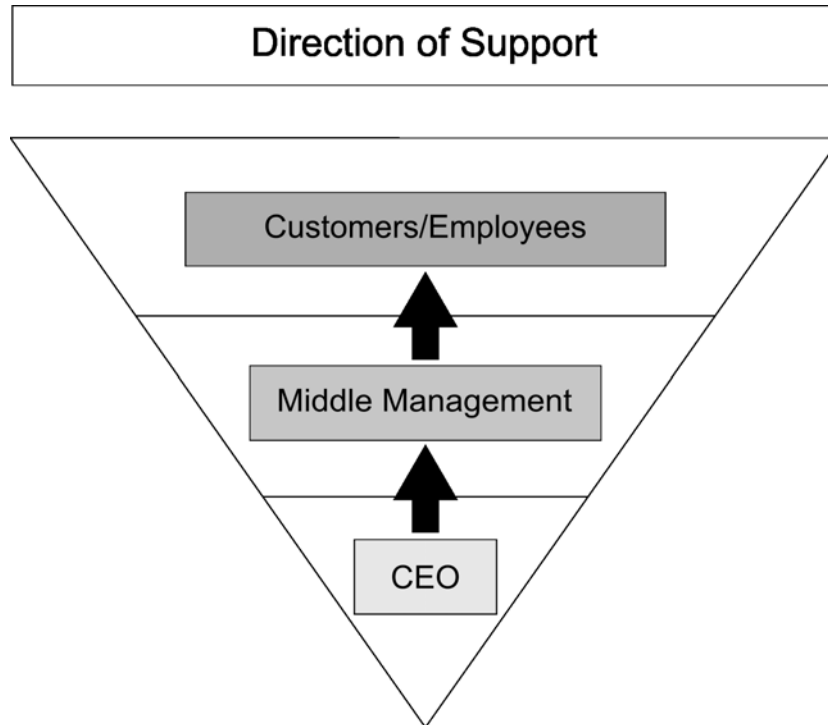 Direction of Support
Customers/Employees
Middle Management
CEO